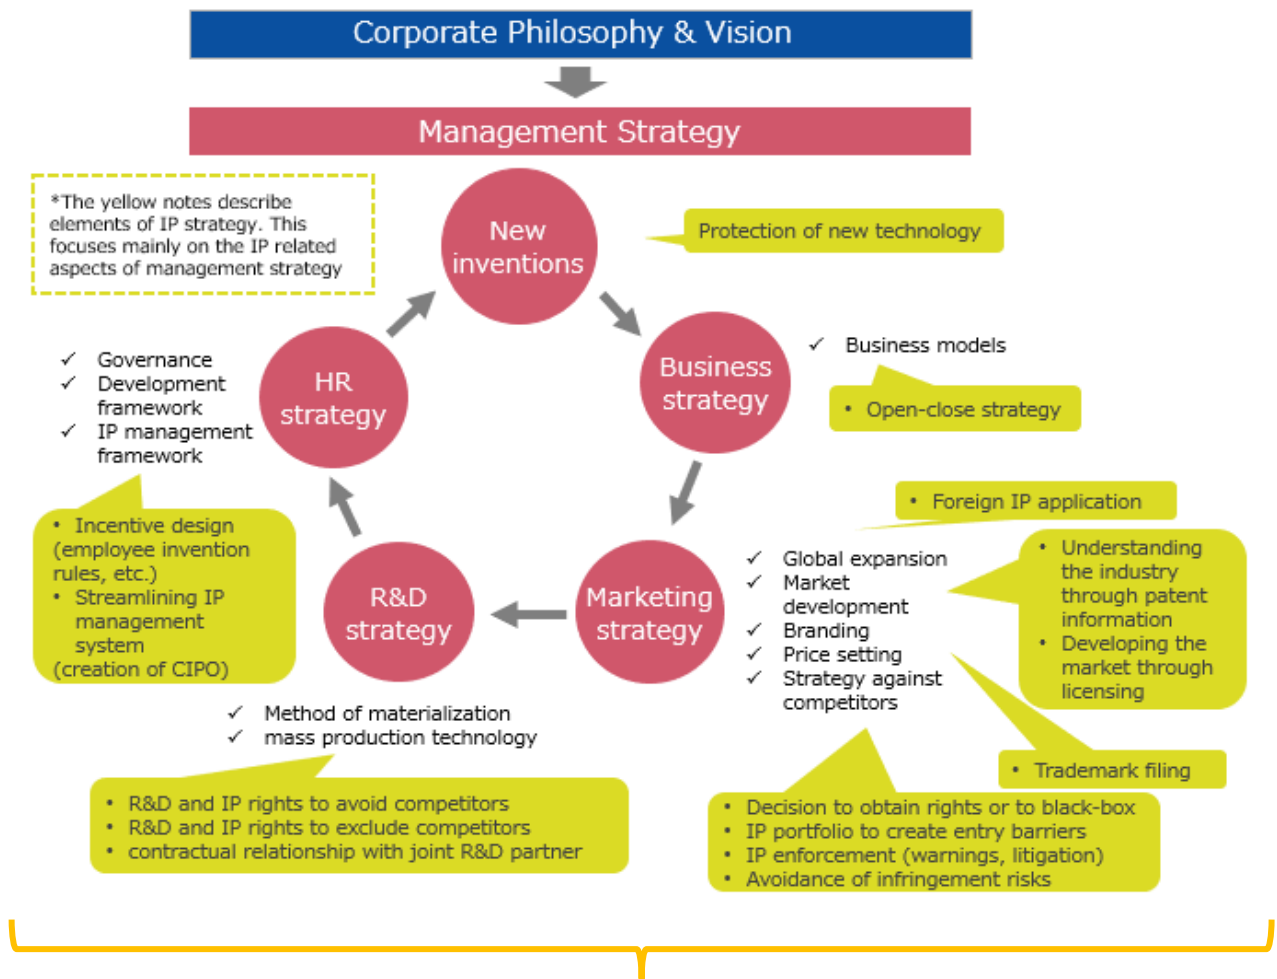 Corporate Philosophy & Vision
Management Strategy
*The yellow notes describe
elements of IP strategy. This
focuses mainly on the IP related
aspects of management strategy
New
inventions
Protection of new technology
Business
strategy
✓ Business models
• Open-close strategy
HR
strategy
✓ Governance
✓ Development
framework
✓ IP management
framework
• Incentive design
(employee invention
rules, etc.)
• Streamlining IP
management
system
(creation of CIPO)
• Foreign IP application
Marketing
strategy
✓ Global expansion
✓ Market
development
✓ Branding
✓ Price setting
✓ Strategy against
competitors
• Understanding
the industry
through patent
information
• Developing the
market through
licensing
• Trademark filing
• Decision to obtain rights or to black-box
• IP portfolio to create entry barriers
• IP enforcement (warnings, litigation)
• Avoidance of infringement risks
R&D
strategy
✓ Method of materialization
✓ mass production technology
• R&D and IP rights to avoid competitors
• R&D and IP rights to exclude competitors
• contractual relationship with joint R&D partner